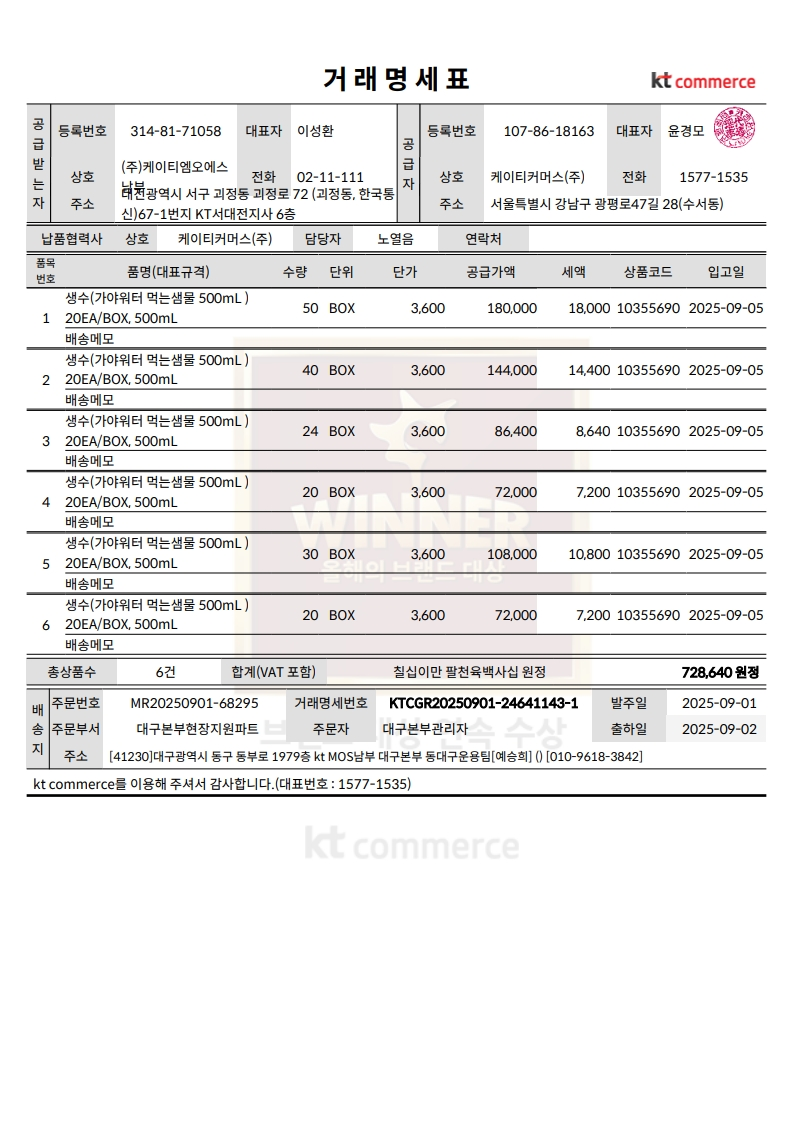 거래명세표
kt commerce
공급받는자
등록번호 314-81-71058 대표자 이성환
상호 (주)케이티엠오에스남부 전화 02-11-111
주소 대전광역시 서구 괴정동 괴정로 72 (괴정동, 한국통
신)67-1번지 KT서대전지사 6층
공급자
등록번호 107-86-18163 대표자 윤경모
상호 케이티커머스(주) 전화 1577-1535
주소 서울특별시 강남구 광평로47길 28(수서동)
납품협력사 상호 케이티커머스(주) 담당자 노열음 연락처
품목번호 품명(대표규격) 수량 단위 단가 공급가액 세액 상품코드 입고일
생수(가야워터 먹는샘물 500mL )
1 20EA/BOX, 500mL 50 BOX 3,600 180,000 18,000 10355690 2025-09-05
배송메모
생수(가야워터 먹는샘물 500mL )
2 20EA/BOX, 500mL 40 BOX 3,600 144,000 14,400 10355690 2025-09-05
배송메모
생수(가야워터 먹는샘물 500mL )
3 20EA/BOX, 500mL 24 BOX 3,600 86,400 8,640 10355690 2025-09-05
배송메모
생수(가야워터 먹는샘물 500mL )
4 20EA/BOX, 500mL 20 BOX 3,600 72,000 7,200 10355690 2025-09-05
배송메모
생수(가야워터 먹는샘물 500mL )
5 20EA/BOX, 500mL 30 BOX 3,600 108,000 10,800 10355690 2025-09-05
배송메모
생수(가야워터 먹는샘물 500mL )
6 20EA/BOX, 500mL 20 BOX 3,600 72,000 7,200 10355690 2025-09-05
배송메모
WINNER
올해의 브랜드 대상
총상품수 6건 합계(VAT 포함) 칠십이만 팔천육백사십 원정 728,640 원정
배송지
주문번호 MR20250901-68295 거래명세번호 KTCGR20250901-24641143-1 발주일 2025-09-01
주문부서 대구본부현장지원파트 주문자 대구본부관리자 출하일 2025-09-02
주소 [41230]대구광역시 동구 동부로 1979층 kt MOS남부 대구본부 동대구운용팀[예승희] () [010-9618-3842]
브랜드 대상 연속 수상
kt commerce를 이용해 주셔서 감사합니다.(대표번호 : 1577-1535)
kt commerce